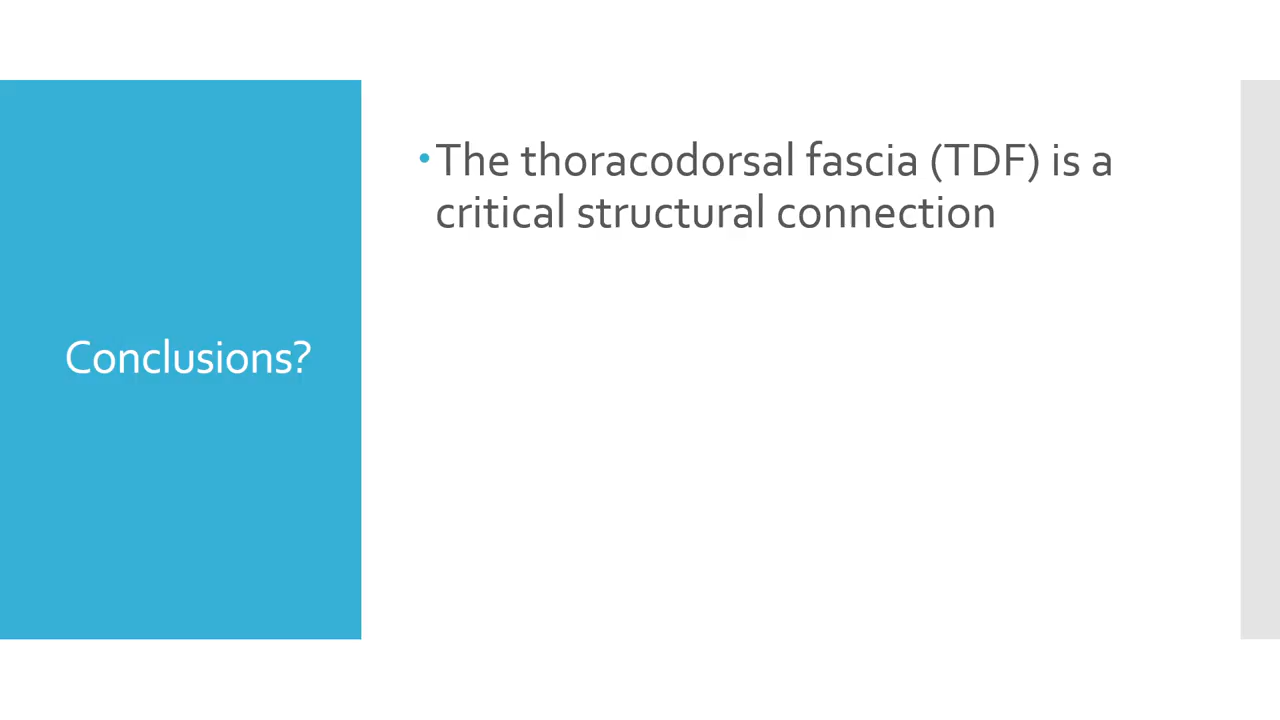 Conclusions?
•The thoracodorsal fascia (TDF) is a
critical structural connection